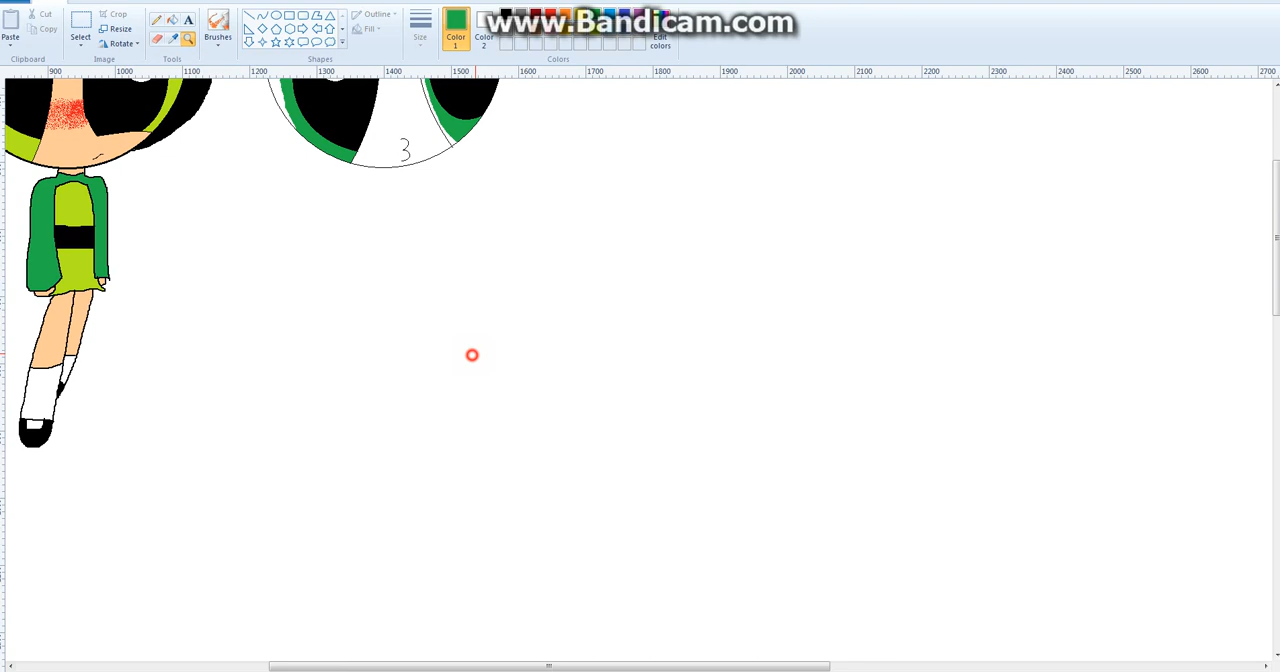 www.Bandicam.com
Cut
Copy
Paste
Clipboard
Select
Crop
Resize
Rotate
Image
Tools
Brushes
Shapes
Outline
Fill
Size
Color 1
Color 2
Edit colors
Colors
900 1000 1100 1200 1300 1400 1500 1600 1700 1800 1900 2000 2100 2200 2300 2400 2500 2600 2700
3